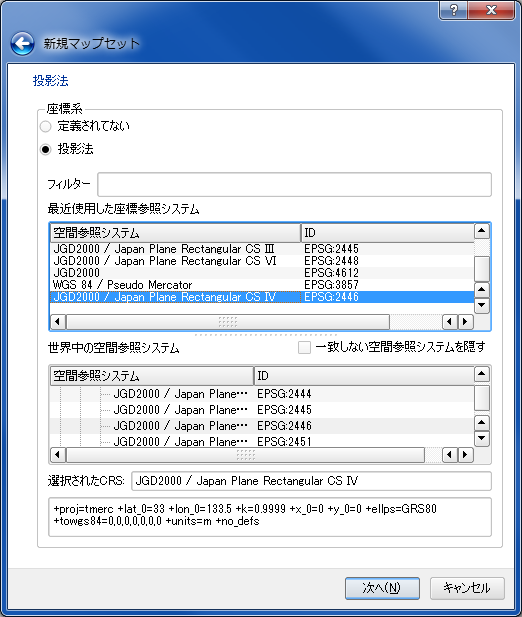 新規マップセット
投影法
座標系
定義されてない
投影法
フィルター
最近使用した座標参照システム
空間参照システム ID
JGD2000 / Japan Plane Rectangular CS III EPSG:2445
JGD2000 / Japan Plane Rectangular CS VI EPSG:2448
JGD2000 EPSG:4612
WGS 84 / Pseudo Mercator EPSG:3857
JGD2000 / Japan Plane Rectangular CS IV EPSG:2446
世界中の空間参照システム 一致しない空間参照システムを隠す
空間参照システム ID
JGD2000 / Japan Plane… EPSG:2444
JGD2000 / Japan Plane… EPSG:2445
JGD2000 / Japan Plane… EPSG:2446
JGD2000 / Japan Plane… EPSG:2451
選択されたCRS: JGD2000 / Japan Plane Rectangular CS IV
+proj=tmerc +lat_0=33 +lon_0=133.5 +k=0.9999 +x_0=0 +y_0=0 +ellps=GRS80
+towgs84=0,0,0,0,0,0,0 +units=m +no_defs
次へ(N) キャンセル